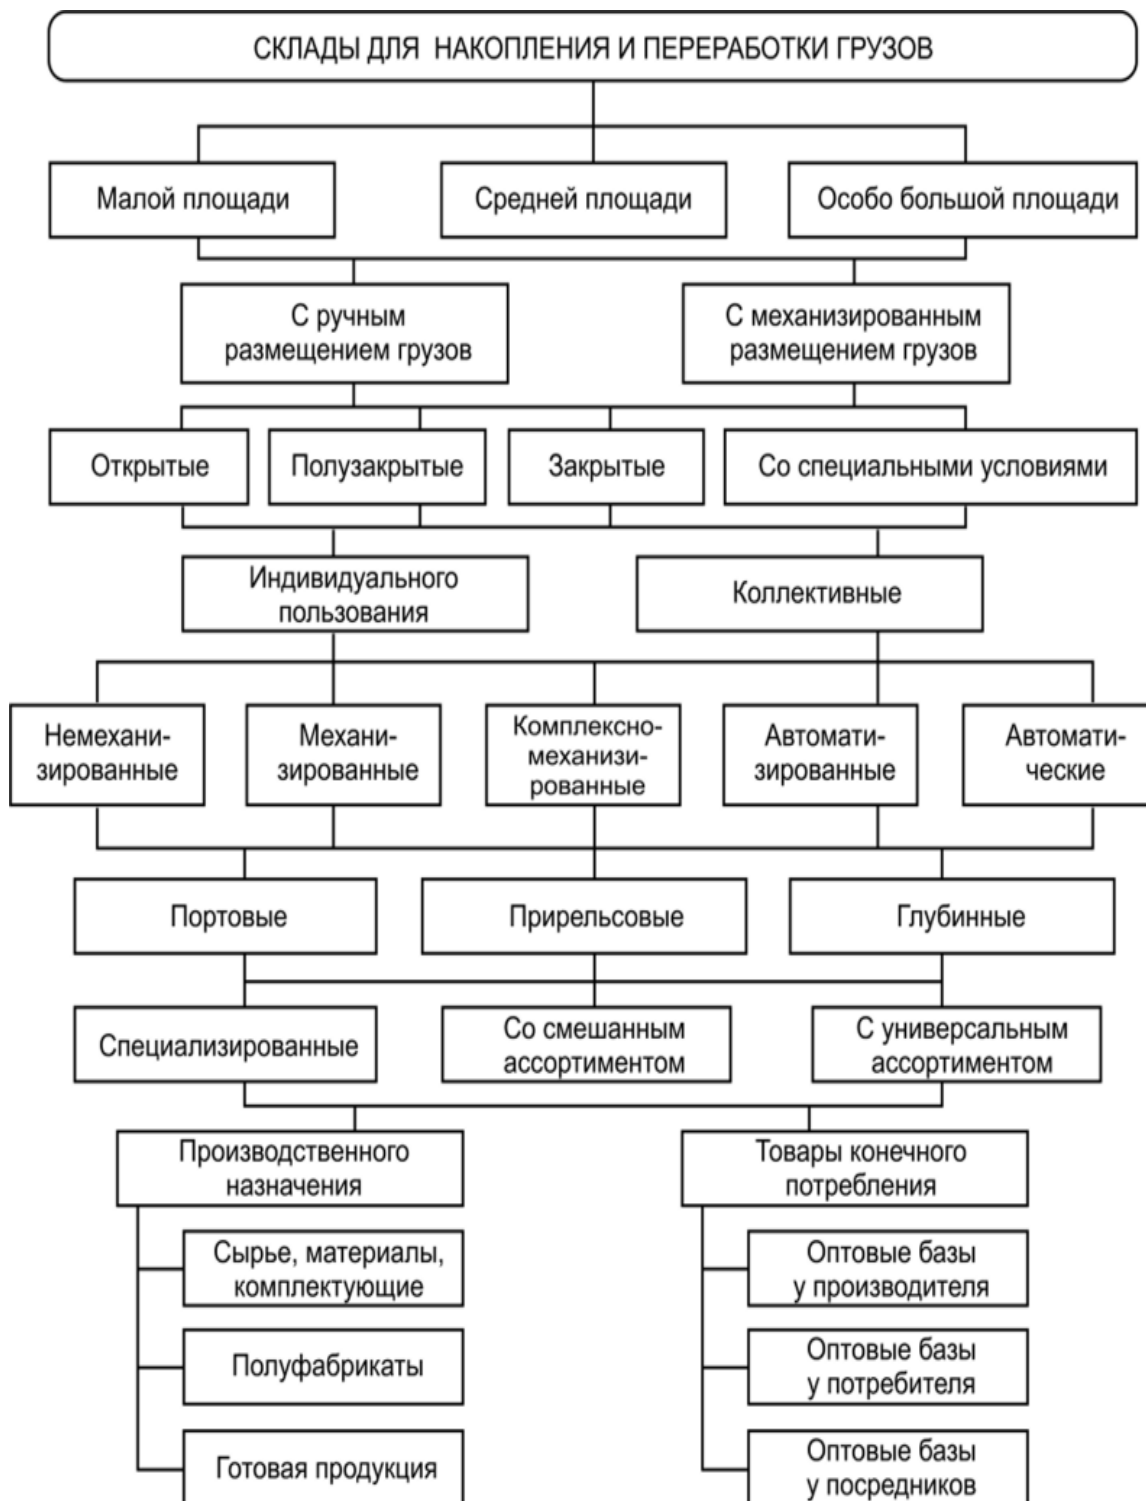 СКЛАДЫ ДЛЯ НАКОПЛЕНИЯ И ПЕРЕРАБОТКИ ГРУЗОВ
Малой площади
Средней площади
Особо большой площади
С ручным
размещением грузов
С механизированным
размещением грузов
Открытые
Полузакрытые
Закрытые
Со специальными условиями
Индивидуального
пользования
Коллективные
Немехани-
зированные
Механи-
зированные
Комплексно-
механизи-
рованные
Автомати-
зированные
Автомати-
ческие
Портовые
Прирельсовые
Глубинные
Специализированные
Со смешанным
ассортиментом
С универсальным
ассортиментом
Производственного
назначения
Сырье, материалы,
комплектующие
Полуфабрикаты
Готовая продукция
Товары конечного
потребления
Оптовые базы
у производителя
Оптовые базы
у потребителя
Оптовые базы
у посредников